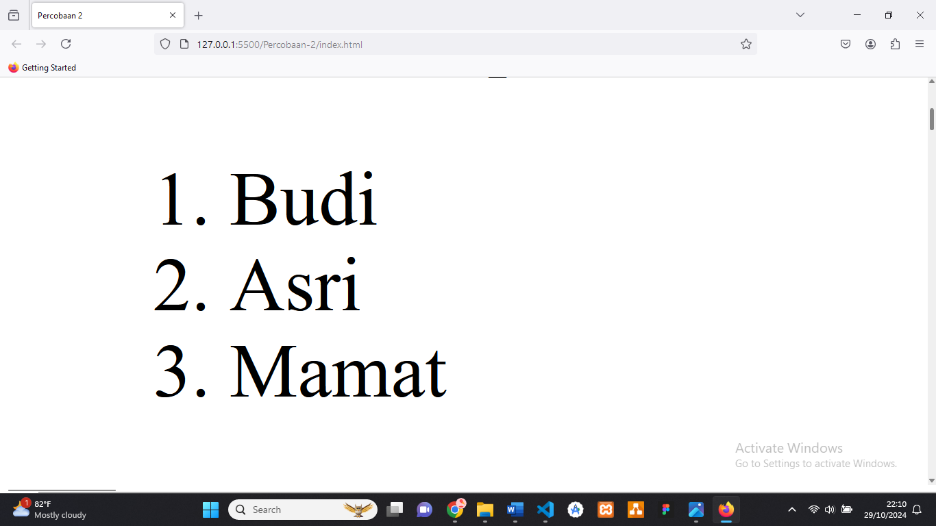 Percobaan 2
127.0.0.1:5500/Percobaan-2/index.html
Getting Started
1. Budi
2. Asri
3. Mamat
Activate Windows
Go to Settings to activate Windows.
1
82°F
Mostly cloudy
Search
22:10
29/10/2024